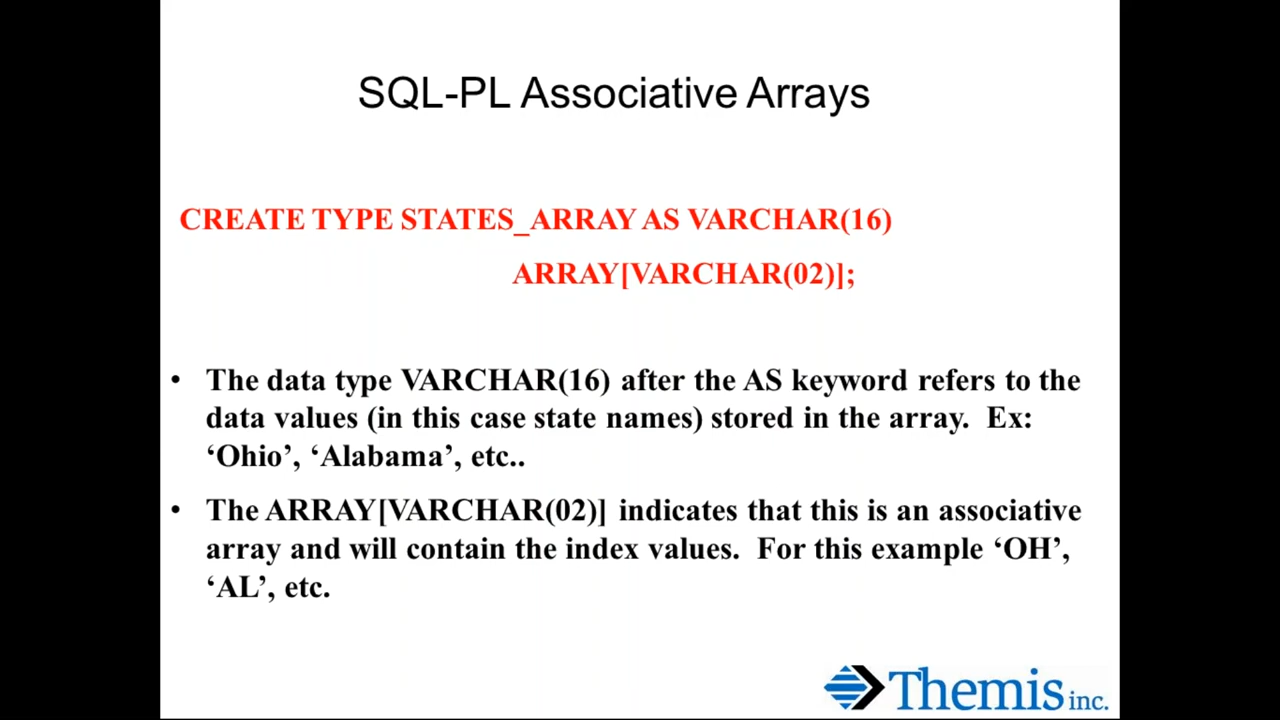 SQL-PL Associative Arrays
CREATE TYPE STATES_ARRAY AS VARCHAR(16)
ARRAY[VARCHAR(02)];
• The data type VARCHAR(16) after the AS keyword refers to the
data values (in this case state names) stored in the array.  Ex:
‘Ohio’, ‘Alabama’, etc..
• The ARRAY[VARCHAR(02)] indicates that this is an associative
array and will contain the index values.  For this example ‘OH’,
‘AL’, etc.
Themis inc.